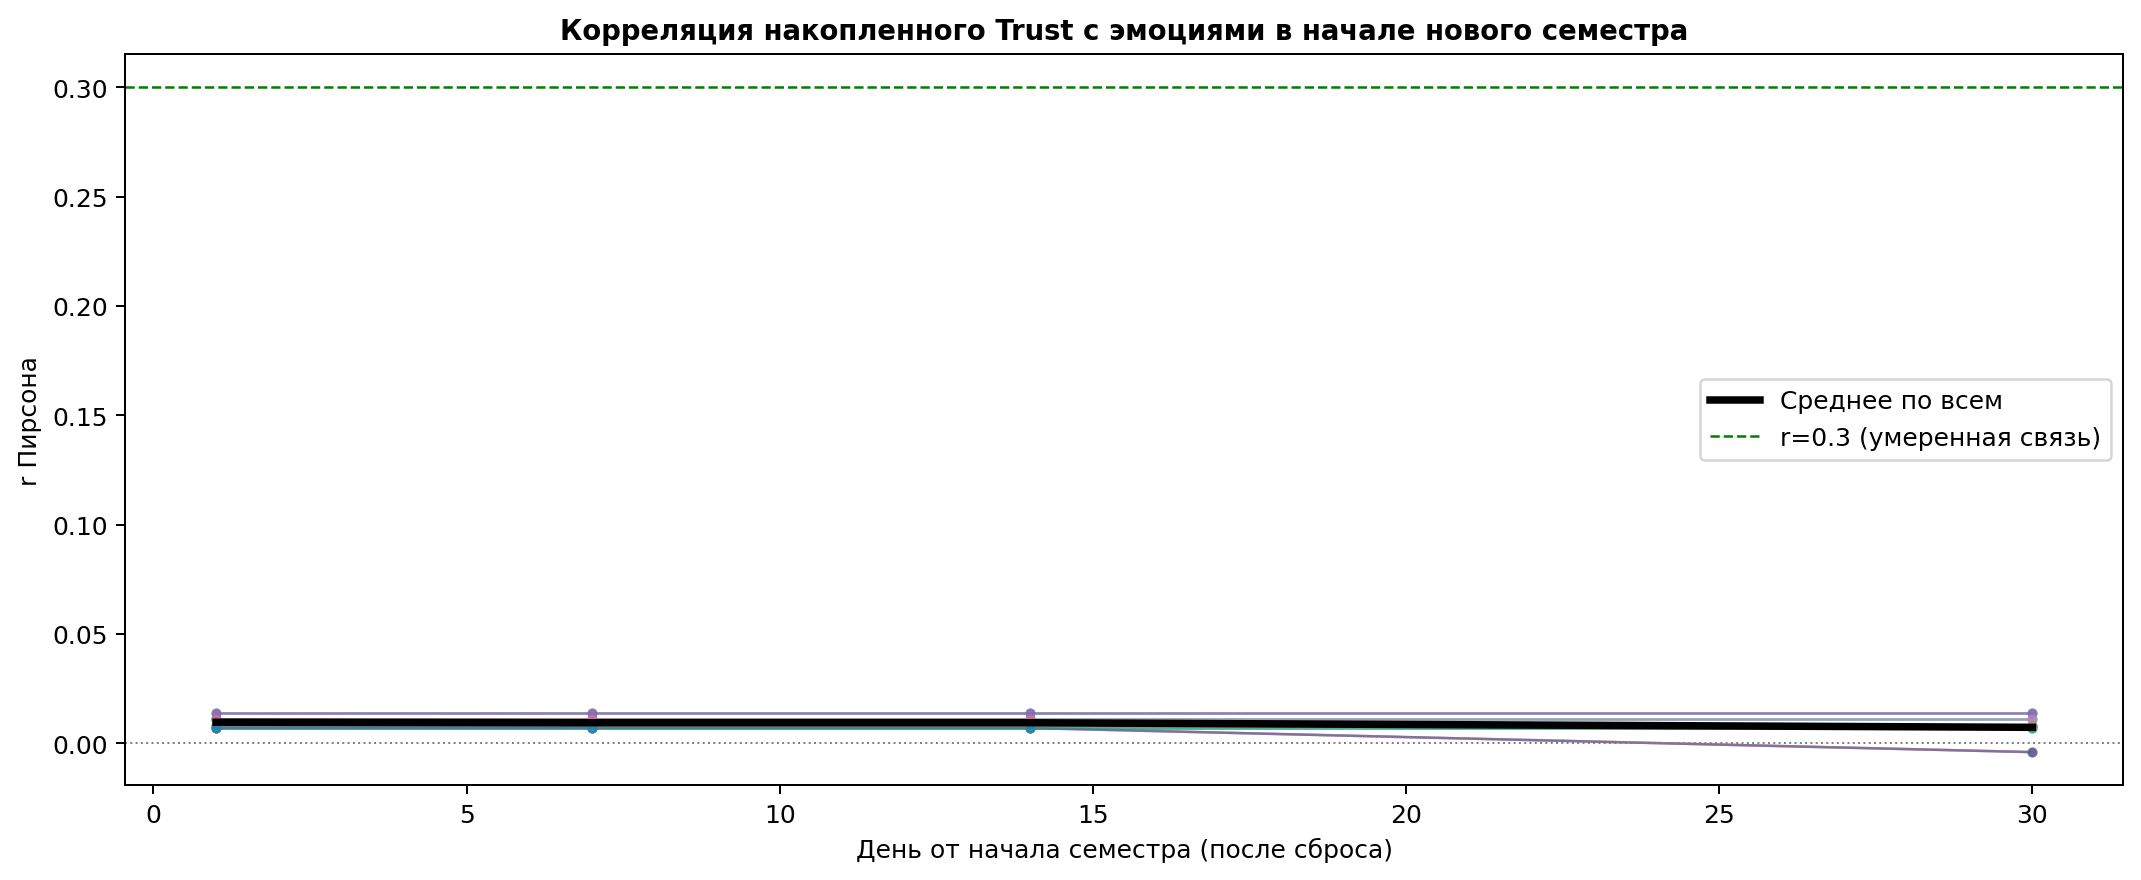 Корреляция накопленного Trust с эмоциями в начале нового семестра
0.30
0.25
0.20
0.15
0.10
0.05
0.00
r Пирсона
Среднее по всем
r=0.3 (умеренная связь)
0 5 10 15 20 25 30
День от начала семестра (после сброса)